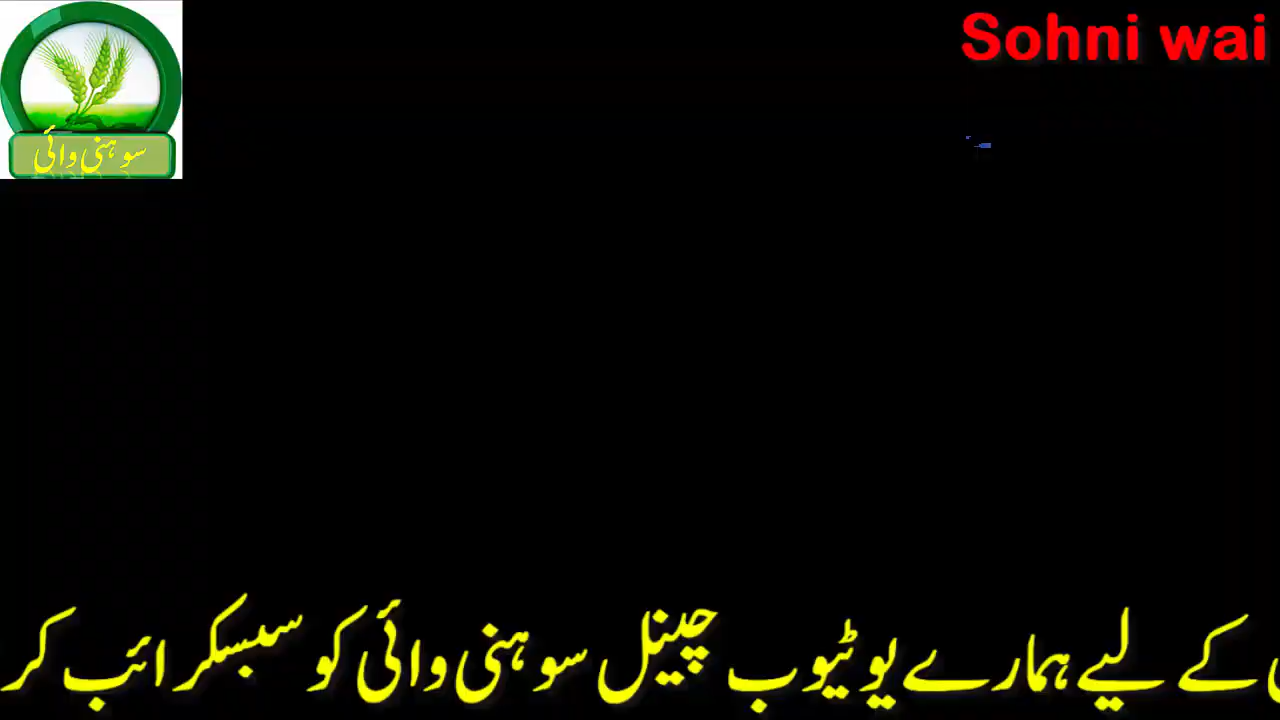 Sohni wai
سوہنی وائی
کے لیے ہمارے یوٹیوب چینل سوہنی وائی کو سبسکرائب کر